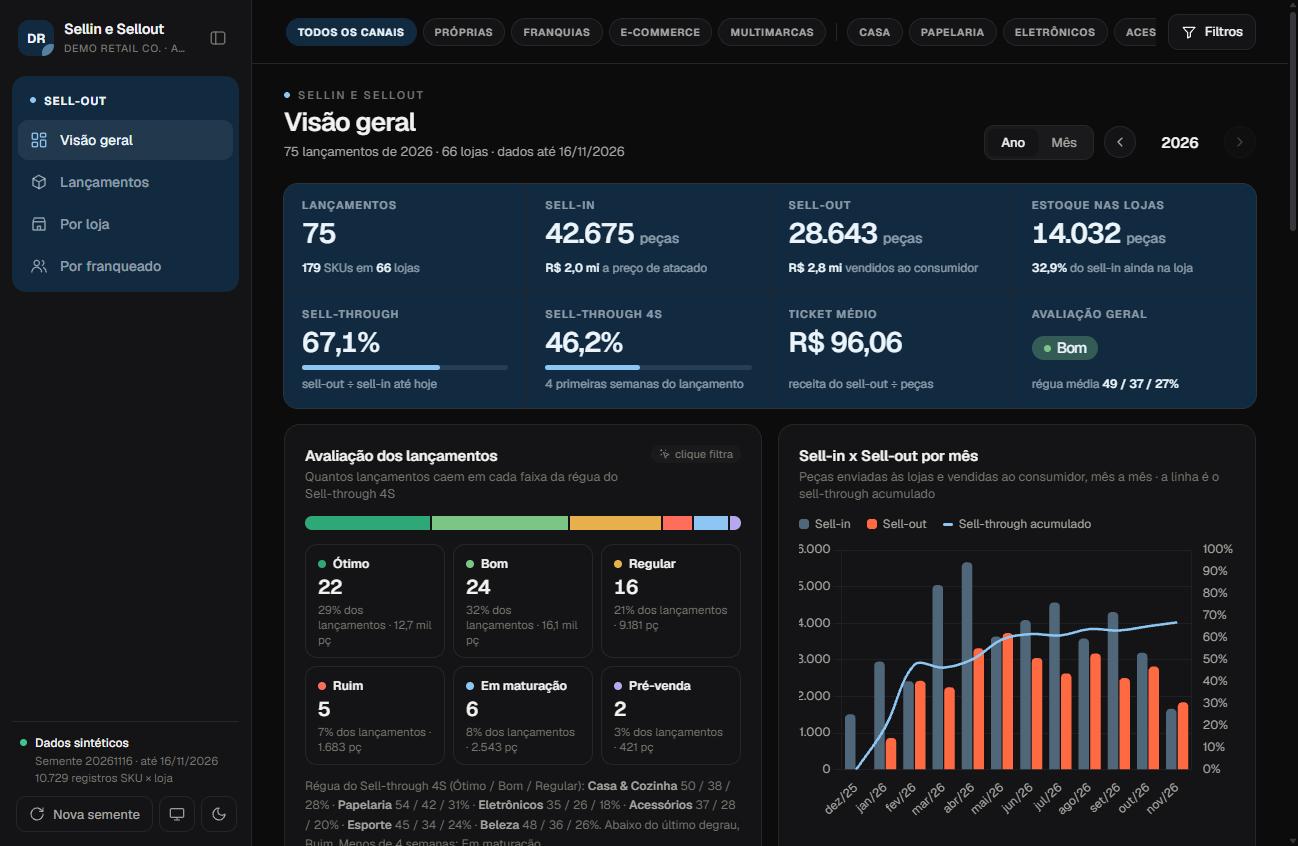 DR
Sellin e Sellout
DEMO RETAIL CO. · A...
SELL-OUT
Visão geral
Lançamentos
Por loja
Por franqueado
Dados sintéticos
Semente 20261116 · até 16/11/2026
10.729 registros SKU × loja
Nova semente
TODOS OS CANAIS
PRÓPRIAS
FRANQUIAS
E-COMMERCE
MULTIMARCAS
CASA
PAPELARIA
ELETRÔNICOS
ACES
Filtros
SELLIN E SELLOUT
Visão geral
75 lançamentos de 2026 · 66 lojas · dados até 16/11/2026
Ano
Mês
2026
LANÇAMENTOS
75
179 SKUs em 66 lojas
SELL-IN
42.675 peças
R$ 2,0 mi a preço de atacado
SELL-OUT
28.643 peças
R$ 2,8 mi vendidos ao consumidor
ESTOQUE NAS LOJAS
14.032 peças
32,9% do sell-in ainda na loja
SELL-THROUGH
67,1%
sell-out ÷ sell-in até hoje
SELL-THROUGH 4S
46,2%
4 primeiras semanas do lançamento
TICKET MÉDIO
R$ 96,06
receita do sell-out ÷ peças
AVALIAÇÃO GERAL
Bom
régua média 49 / 37 / 27%
Avaliação dos lançamentos
clique filtra
Quantos lançamentos caem em cada faixa da régua do
Sell-through 4S
Ótimo
22
29% dos
lançamentos · 12,7 mil
pç
Bom
24
32% dos
lançamentos · 16,1 mil
pç
Regular
16
21% dos lançamentos
· 9.181 pç
Ruim
5
7% dos lançamentos ·
1.683 pç
Em maturação
6
8% dos lançamentos
· 2.543 pç
Pré-venda
2
3% dos lançamentos
· 421 pç
Régua do Sell-through 4S (Ótimo / Bom / Regular): Casa & Cozinha 50 / 38 /
28% · Papelaria 54 / 42 / 31% · Eletrônicos 35 / 26 / 18% · Acessórios 37 / 28
/ 20% · Esporte 45 / 34 / 24% · Beleza 48 / 36 / 26%. Abaixo do último degrau,
Ruim. Menos de 4 semanas: Em maturação
Sell-in x Sell-out por mês
Peças enviadas às lojas e vendidas ao consumidor, mês a mês · a linha é o
sell-through acumulado
Sell-in
Sell-out
Sell-through acumulado
6.000
5.000
4.000
3.000
2.000
1.000
0
100%
90%
80%
70%
60%
50%
40%
30%
20%
10%
0%
dez/25
jan/26
fev/26
mar/26
abr/26
mai/26
jun/26
jul/26
ago/26
set/26
out/26
nov/26